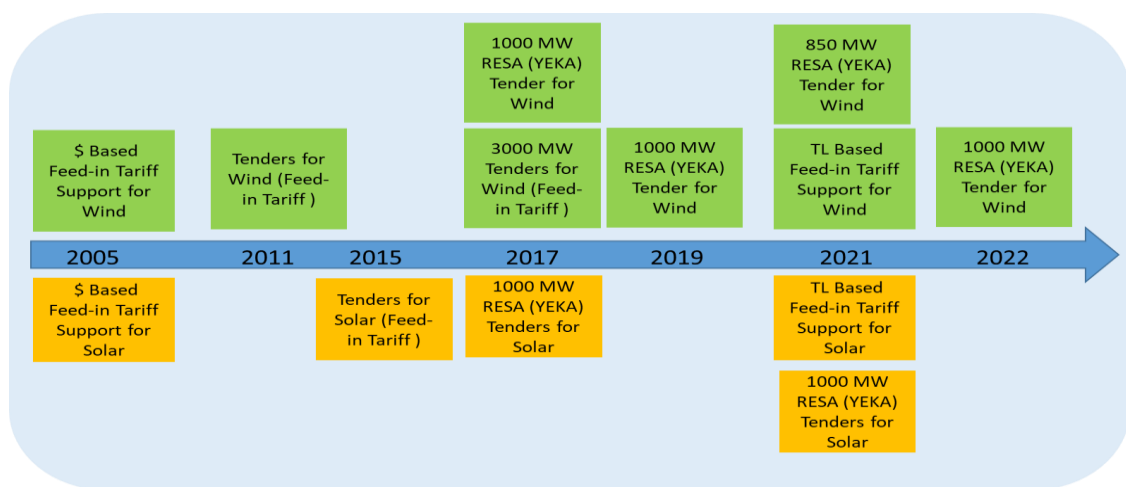 1000 MW
RESA (YEKA)
Tender for
Wind
850 MW
RESA (YEKA)
Tender for
Wind
$ Based
Feed-in Tariff
Support for
Wind
Tenders for
Wind (Feed-
in Tariff )
3000 MW
Tenders for
Wind (Feed-
in Tariff )
1000 MW
RESA (YEKA)
Tender for
Wind
TL Based
Feed-in Tariff
Support for
Wind
1000 MW
RESA (YEKA)
Tender for
Wind
2005 2011 2015 2017 2019 2021 2022
$ Based
Feed-in Tariff
Support for
Solar
Tenders for
Solar (Feed-
in Tariff )
1000 MW
RESA (YEKA)
Tenders for
Solar
TL Based
Feed-in Tariff
Support for
Solar
1000 MW
RESA (YEKA)
Tenders for
Solar